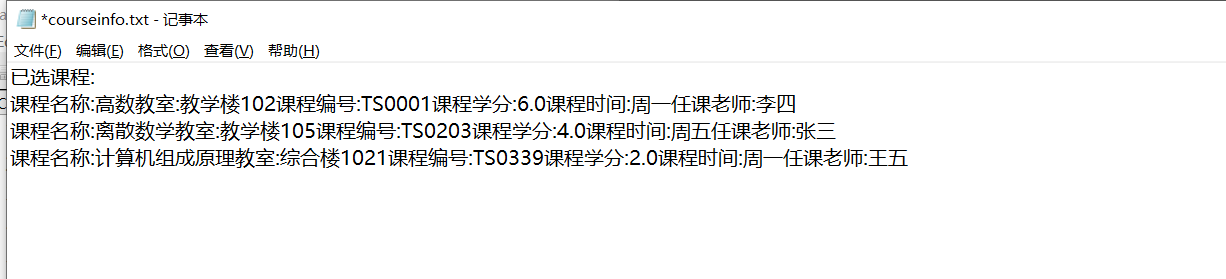 *courseinfo.txt - 记事本
文件(F) 编辑(E) 格式(O) 查看(V) 帮助(H)
已选课程:
课程名称:高数教室:教学楼102课程编号:TS0001课程学分:6.0课程时间:周一任课老师:李四
课程名称:离散数学教室:教学楼105课程编号:TS0203课程学分:4.0课程时间:周五任课老师:张三
课程名称:计算机组成原理教室:综合楼1021课程编号:TS0339课程学分:2.0课程时间:周一任课老师:王五